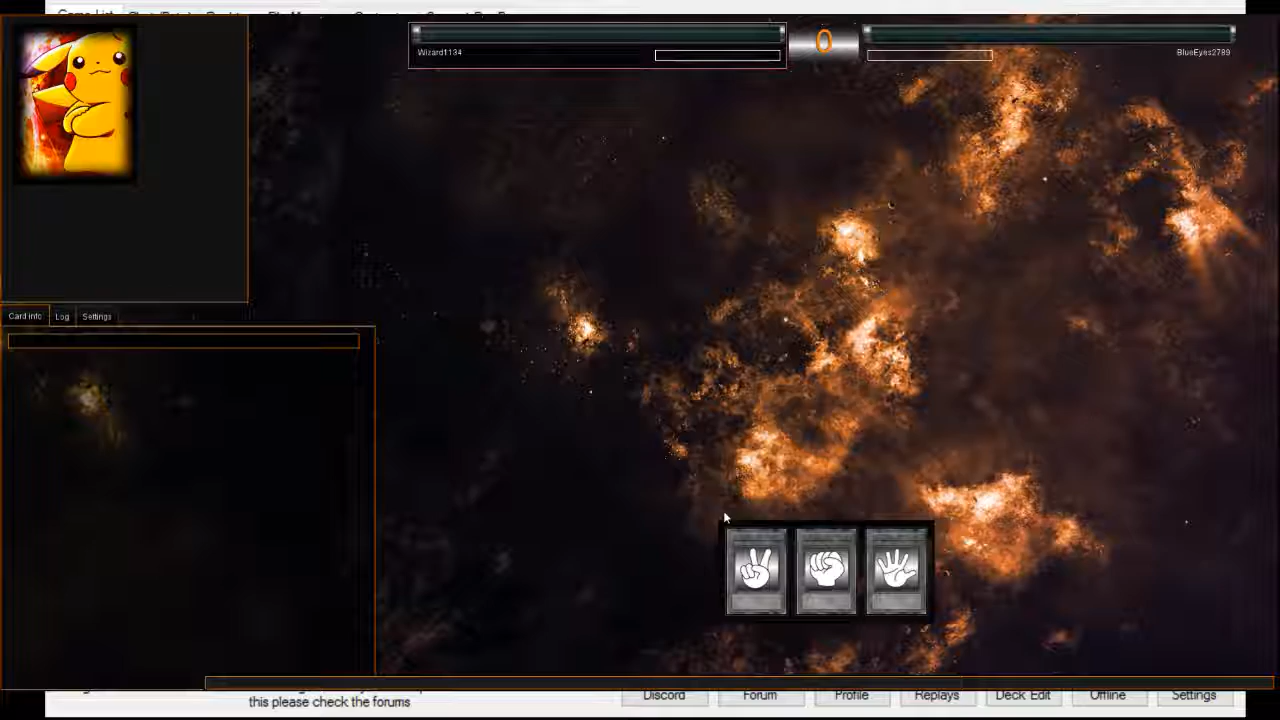 Wizard1134
0
BlueEyes2789
Card info Log Settings
this please check the forums
Discord Forum Profile Replays Deck Edit Offline Settings